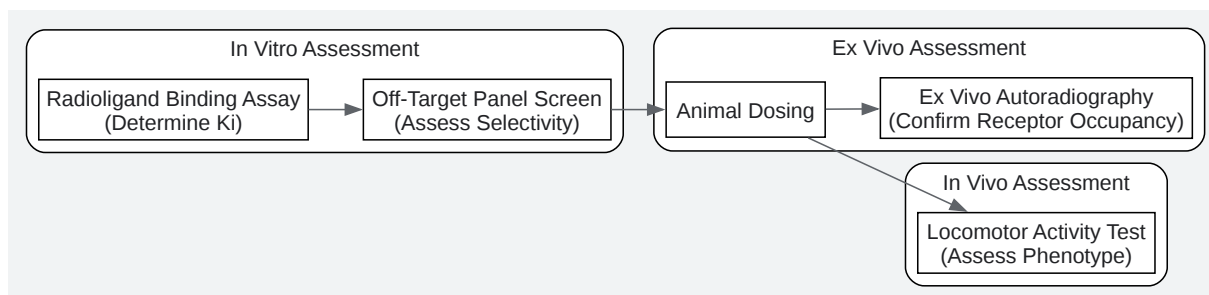 In Vitro Assessment
Radioligand Binding Assay
(Determine Ki)
Off-Target Panel Screen
(Assess Selectivity)
Ex Vivo Assessment
Animal Dosing
Ex Vivo Autoradiography
(Confirm Receptor Occupancy)
In Vivo Assessment
Locomotor Activity Test
(Assess Phenotype)